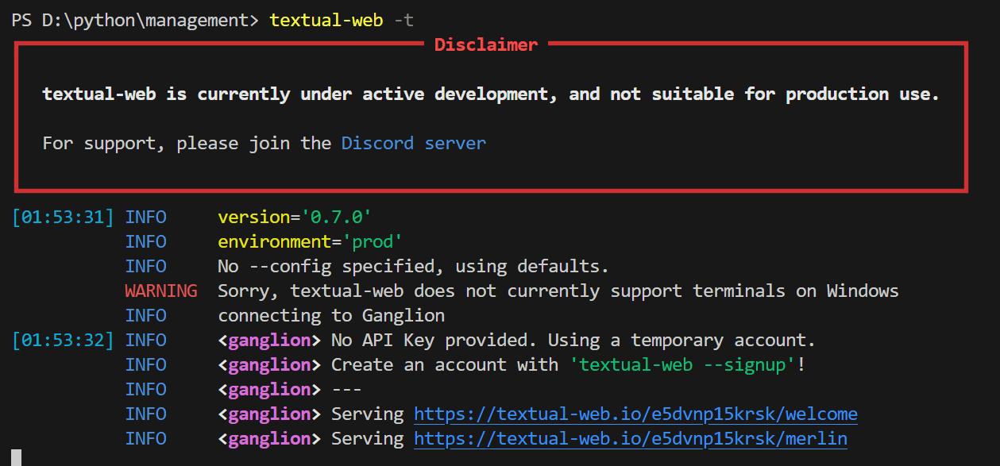 PS D:\python\management> textual-web -t
Disclaimer
textual-web is currently under active development, and not suitable for production use.
For support, please join the Discord server
[01:53:31] INFO version='0.7.0'
INFO environment='prod'
INFO No --config specified, using defaults.
WARNING Sorry, textual-web does not currently support terminals on Windows
INFO connecting to Ganglion
[01:53:32] INFO <ganglion> No API Key provided. Using a temporary account.
INFO <ganglion> Create an account with 'textual-web --signup'!
INFO <ganglion> ---
INFO <ganglion> Serving https://textual-web.io/e5dvnp15krsk/welcome
INFO <ganglion> Serving https://textual-web.io/e5dvnp15krsk/merlin